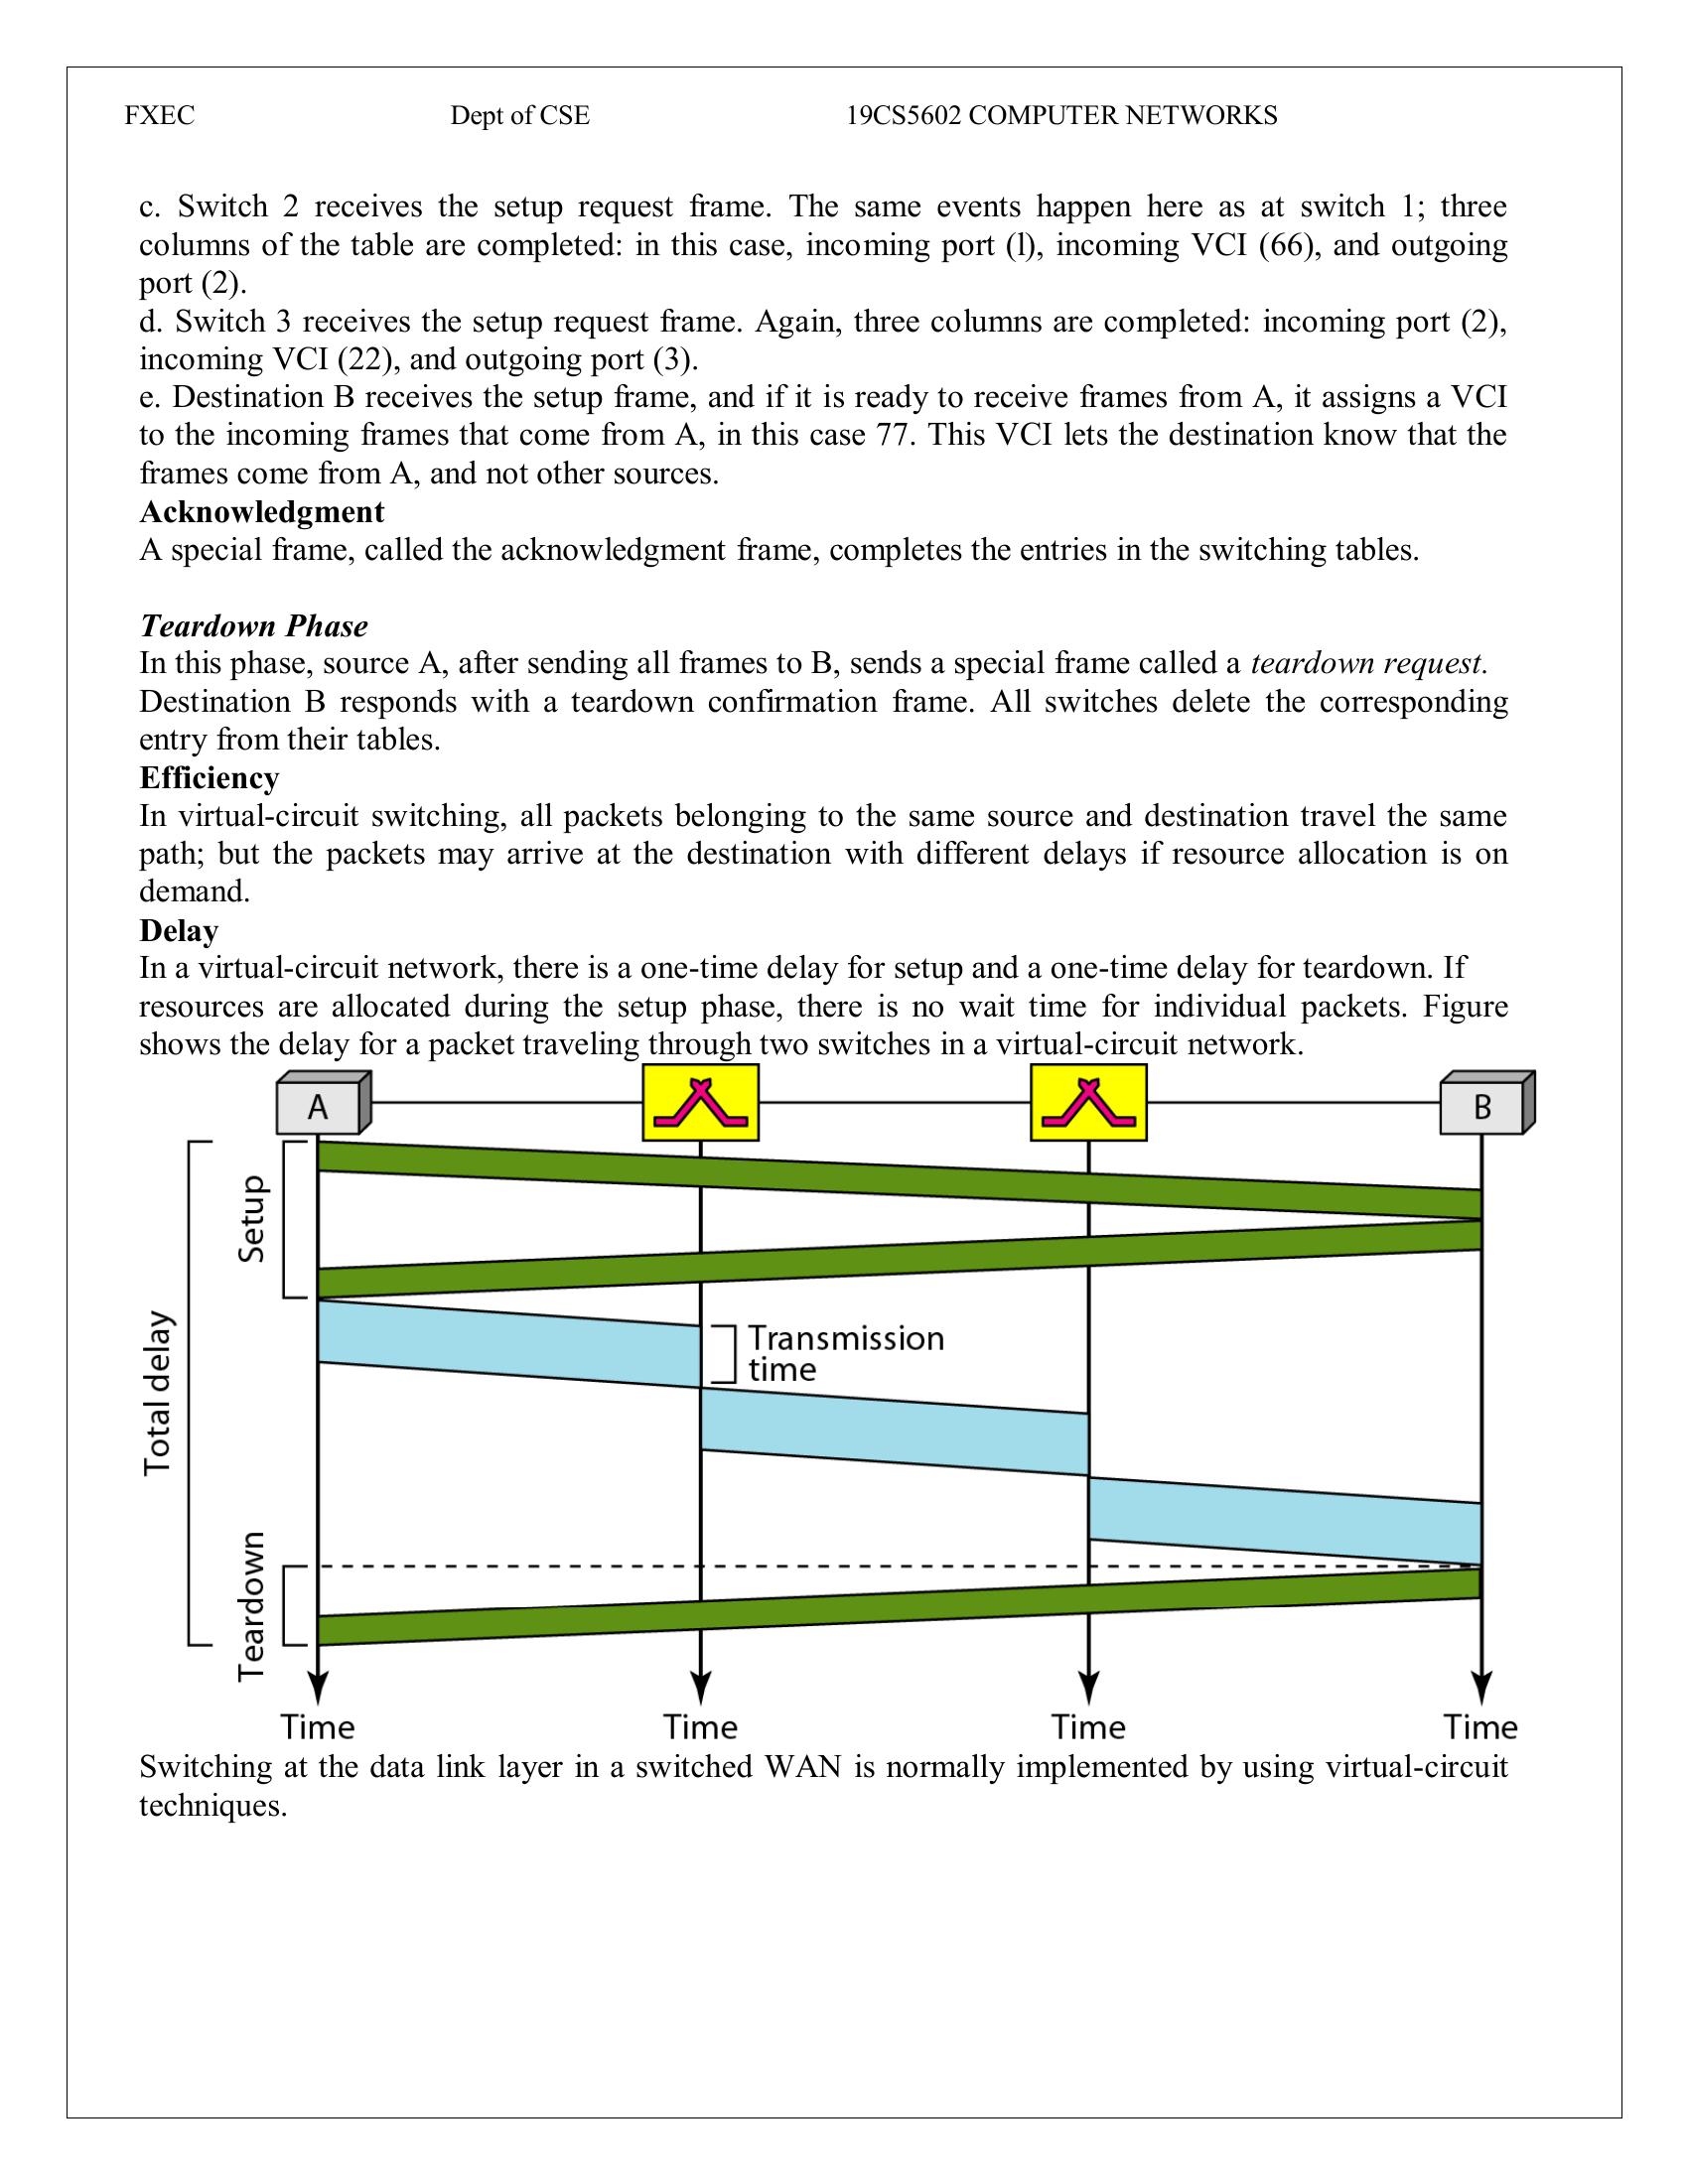 FXEC Dept of CSE 19CS5602 COMPUTER NETWORKS
c. Switch 2 receives the setup request frame. The same events happen here as at switch 1; three
columns of the table are completed: in this case, incoming port (l), incoming VCI (66), and outgoing
port (2).
d. Switch 3 receives the setup request frame. Again, three columns are completed: incoming port (2),
incoming VCI (22), and outgoing port (3).
e. Destination B receives the setup frame, and if it is ready to receive frames from A, it assigns a VCI
to the incoming frames that come from A, in this case 77. This VCI lets the destination know that the
frames come from A, and not other sources.
Acknowledgment
A special frame, called the acknowledgment frame, completes the entries in the switching tables.
Teardown Phase
In this phase, source A, after sending all frames to B, sends a special frame called a teardown request.
Destination B responds with a teardown confirmation frame. All switches delete the corresponding
entry from their tables.
Efficiency
In virtual-circuit switching, all packets belonging to the same source and destination travel the same
path; but the packets may arrive at the destination with different delays if resource allocation is on
demand.
Delay
In a virtual-circuit network, there is a one-time delay for setup and a one-time delay for teardown. If
resources are allocated during the setup phase, there is no wait time for individual packets. Figure
shows the delay for a packet traveling through two switches in a virtual-circuit network.
A B
Setup
Total delay
Transmission
time
Teardown
Time Time Time Time
Switching at the data link layer in a switched WAN is normally implemented by using virtual-circuit
techniques.